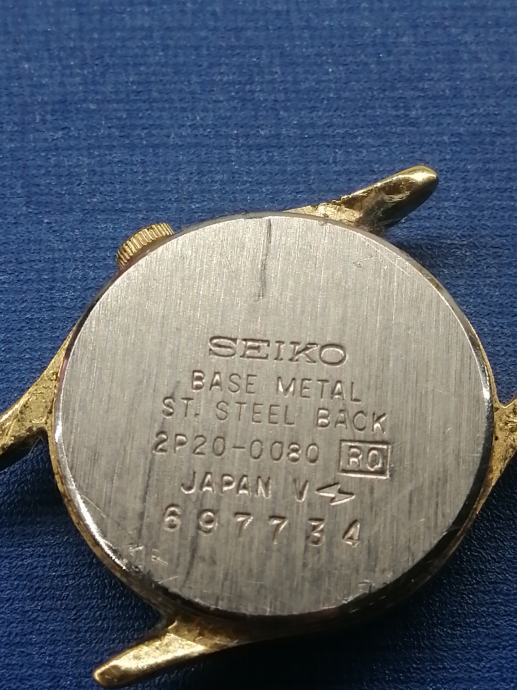 SEIKO
BASE METAL
ST. STEEL BACK
2P20-0080 RQ
JAPAN V
697734